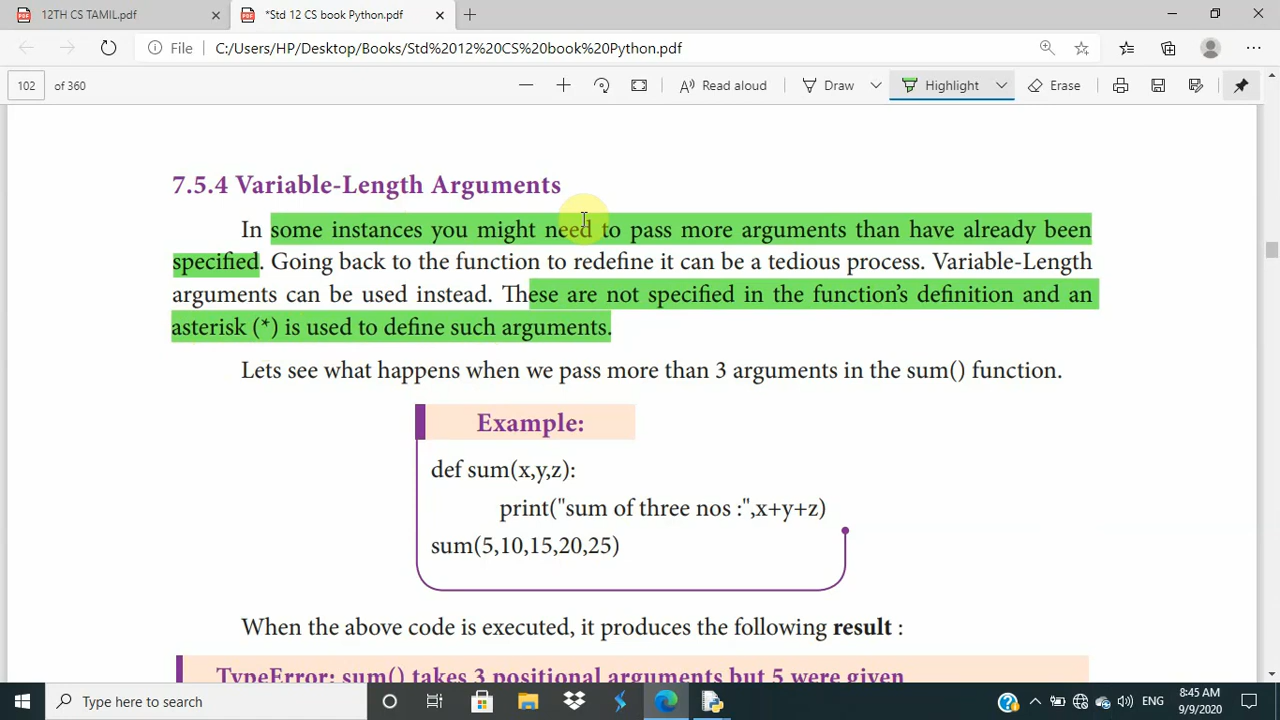 12TH CS TAMIL.pdf
*Std 12 CS book Python.pdf
File
C:/Users/HP/Desktop/Books/Std%2012%20CS%20book%20Python.pdf
102 of 360
Read aloud
Draw
Highlight
Erase
7.5.4 Variable-Length Arguments
In some instances you might need to pass more arguments than have already been
specified. Going back to the function to redefine it can be a tedious process. Variable-Length
arguments can be used instead. These are not specified in the function’s definition and an
asterisk (*) is used to define such arguments.
Lets see what happens when we pass more than 3 arguments in the sum() function.
Example:
def sum(x,y,z):
print("sum of three nos :",x+y+z)
sum(5,10,15,20,25)
When the above code is executed, it produces the following result :
TypeError: sum() takes 3 positional arguments but 5 were given
Type here to search
ENG
8:45 AM
9/9/2020